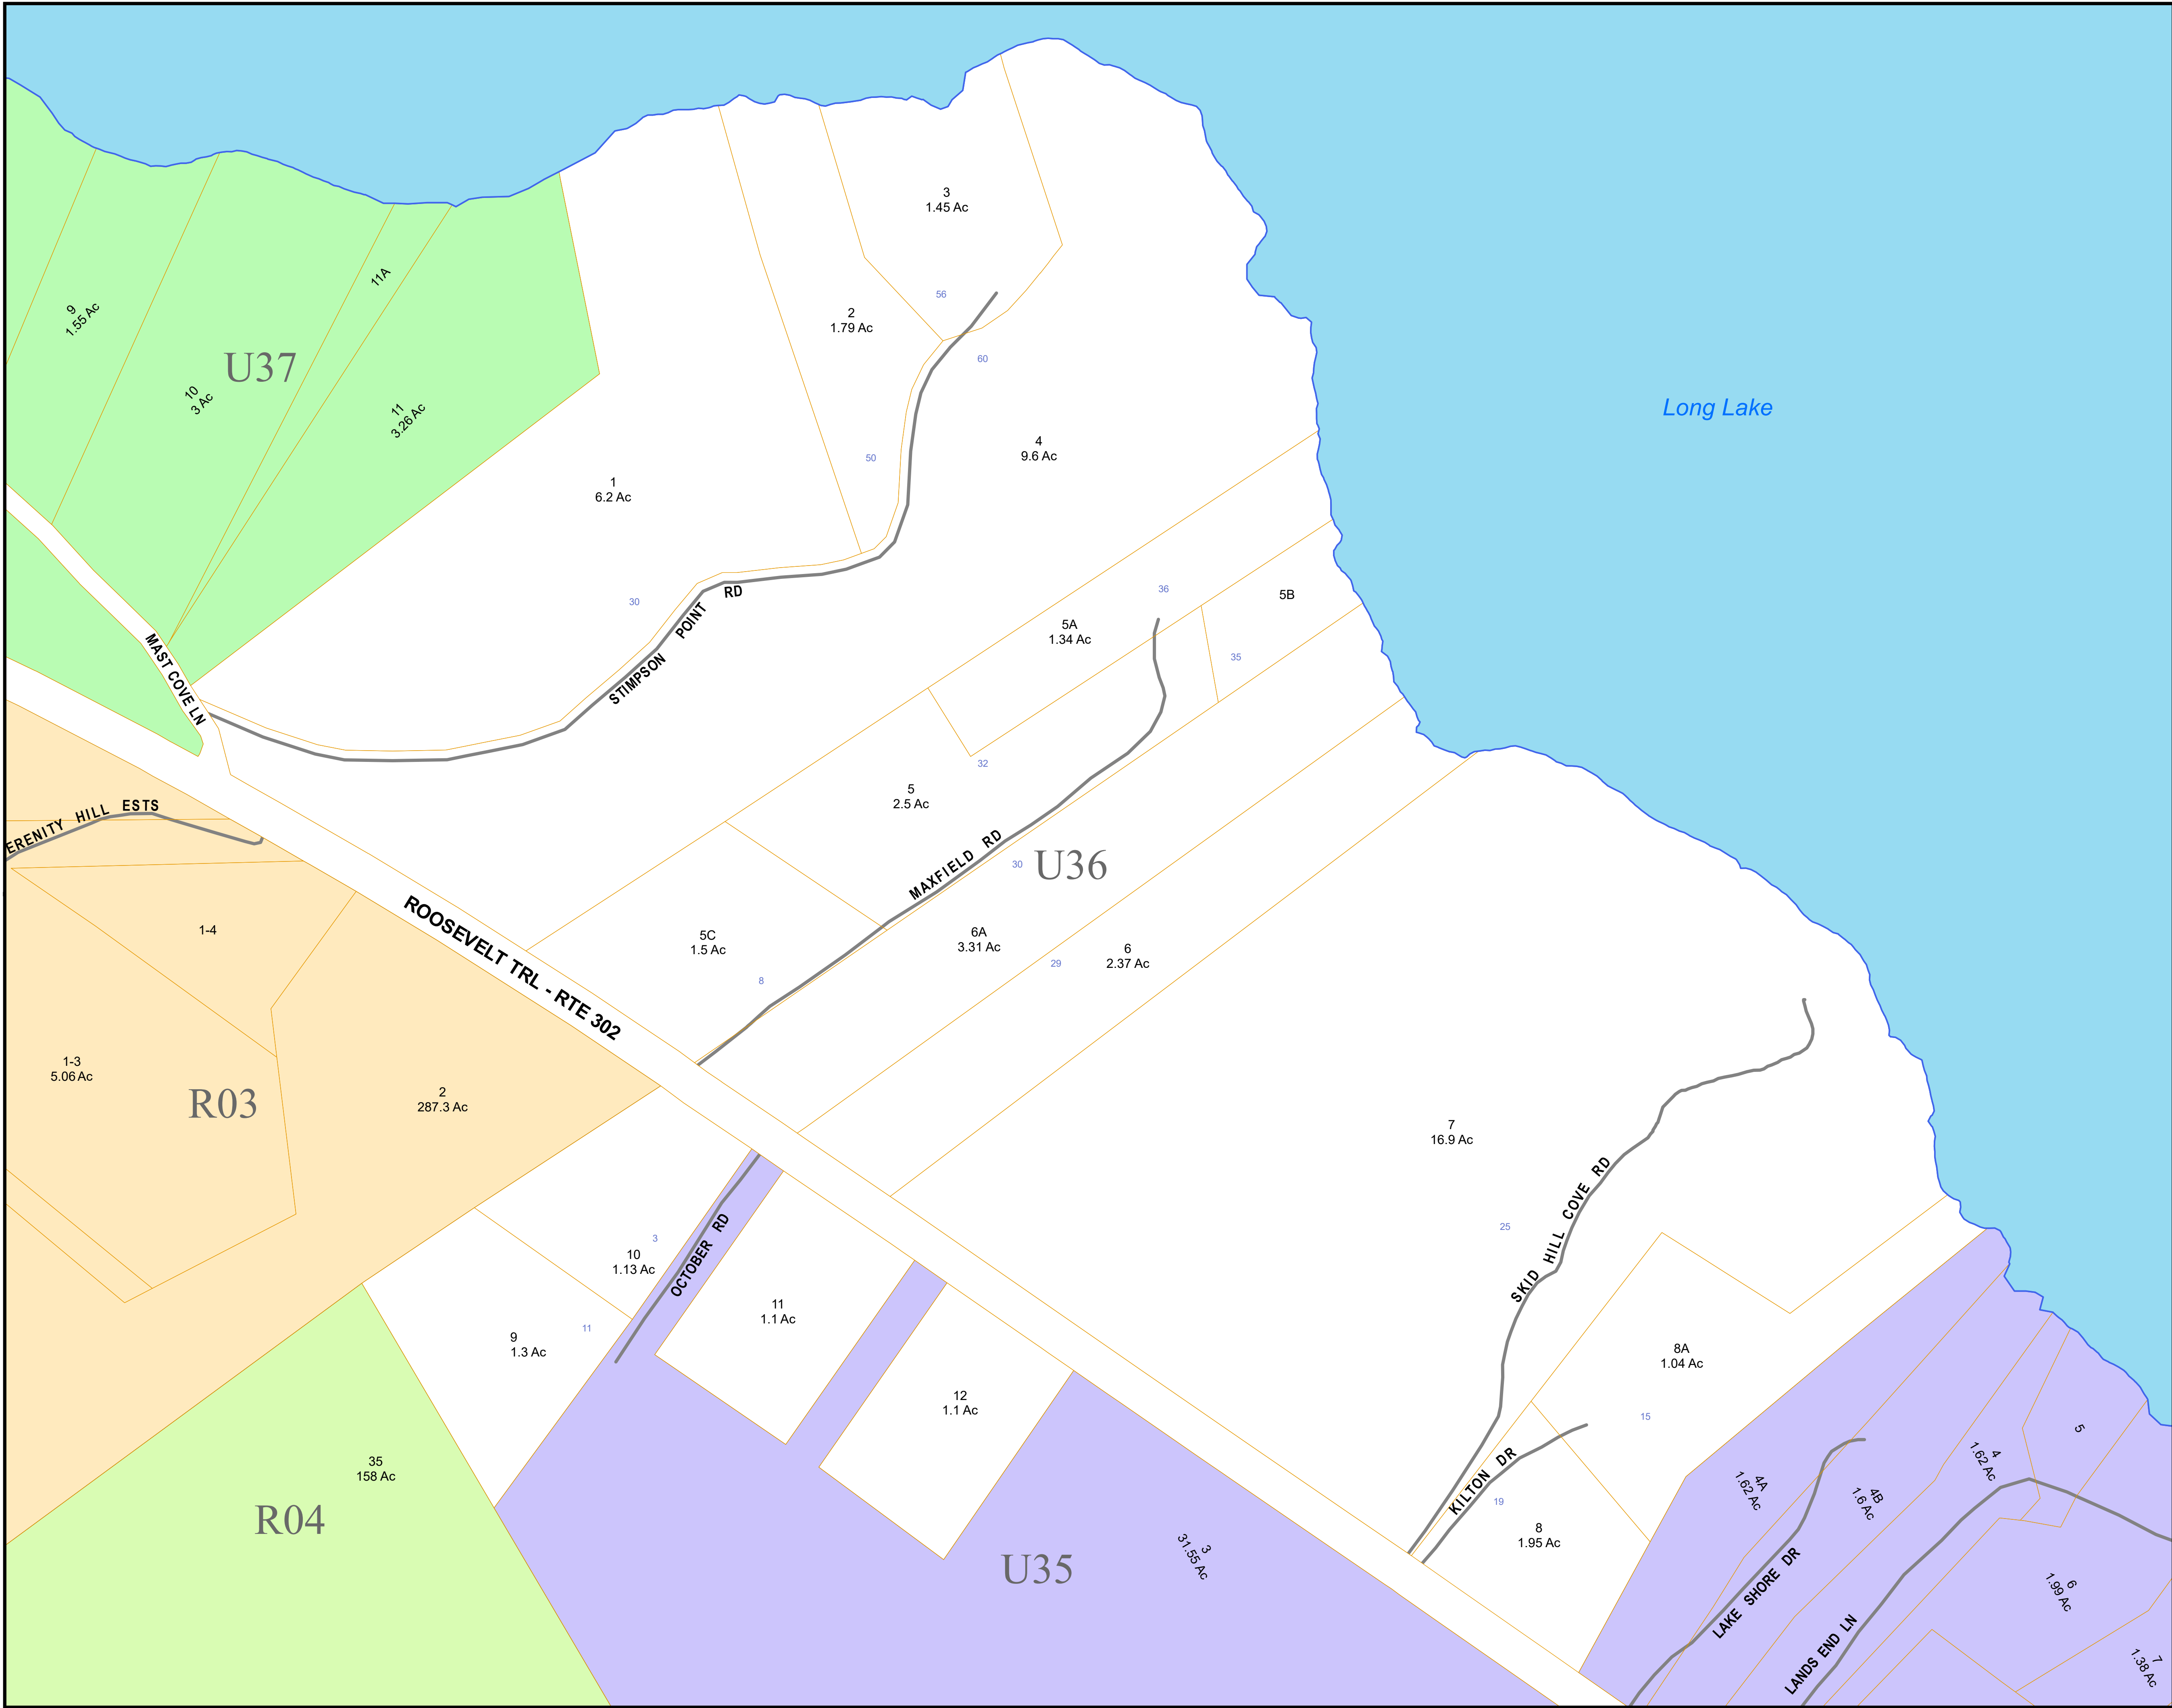 3
1.45 Ac
56
2
1.79 Ac
60
11A
9
1.55 Ac
U37
10
3 Ac
11
3.26 Ac
Long Lake
4
9.6 Ac
50
1
6.2 Ac
30
STIMPSON POINT RD
36
5B
5A
1.34 Ac
35
MAST COVE LN
32
5
2.5 Ac
ERENITY HILL ESTS
MAXFIELD RD
30
U36
ROOSEVELT TRL - RTE 302
1-4
5C
1.5 Ac
6A
3.31 Ac
6
2.37 Ac
29
8
1-3
5.06 Ac
R03
2
287.3 Ac
7
16.9 Ac
SKID HILL COVE RD
25
3
10
1.13 Ac
OCTOBER RD
11
1.1 Ac
9
1.3 Ac
11
8A
1.04 Ac
12
1.1 Ac
15
35
158 Ac
R04
KILTON DR
19
8
1.95 Ac
U35
3
31.55 Ac
4A
1.62 Ac
4B
1.6 Ac
4
1.62 Ac
5
LAKE SHORE DR
LANDS END LN
6
1.99 Ac
7
1.38 Ac